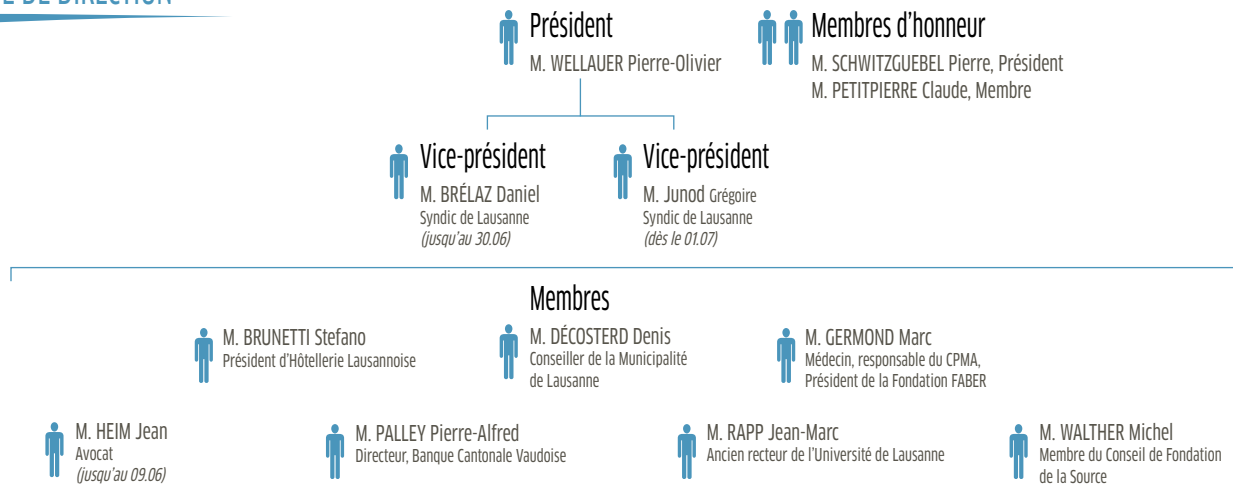 DE DIRECTION
Président
M. WELLAUER Pierre-Olivier
Membres d'honneur
M. SCHWITZGUEBEL Pierre, Président
M. PETITPIERRE Claude, Membre
Vice-président
M. BRÉLAZ Daniel
Syndic de Lausanne
(jusqu'au 30.06)
Vice-président
M. Junod Grégoire
Syndic de Lausanne
(dès le 01.07)
Membres
M. BRUNETTI Stefano
Président d'Hôtellerie Lausannoise
M. DÉCOSTERD Denis
Conseiller de la Municipalité
de Lausanne
M. GERMOND Marc
Médecin, responsable du CPMA,
Président de la Fondation FABER
M. HEIM Jean
Avocat
(jusqu'au 09.06)
M. PALLEY Pierre-Alfred
Directeur, Banque Cantonale Vaudoise
M. RAPP Jean-Marc
Ancien recteur de l'Université de Lausanne
M. WALTHER Michel
Membre du Conseil de Fondation
de la Source